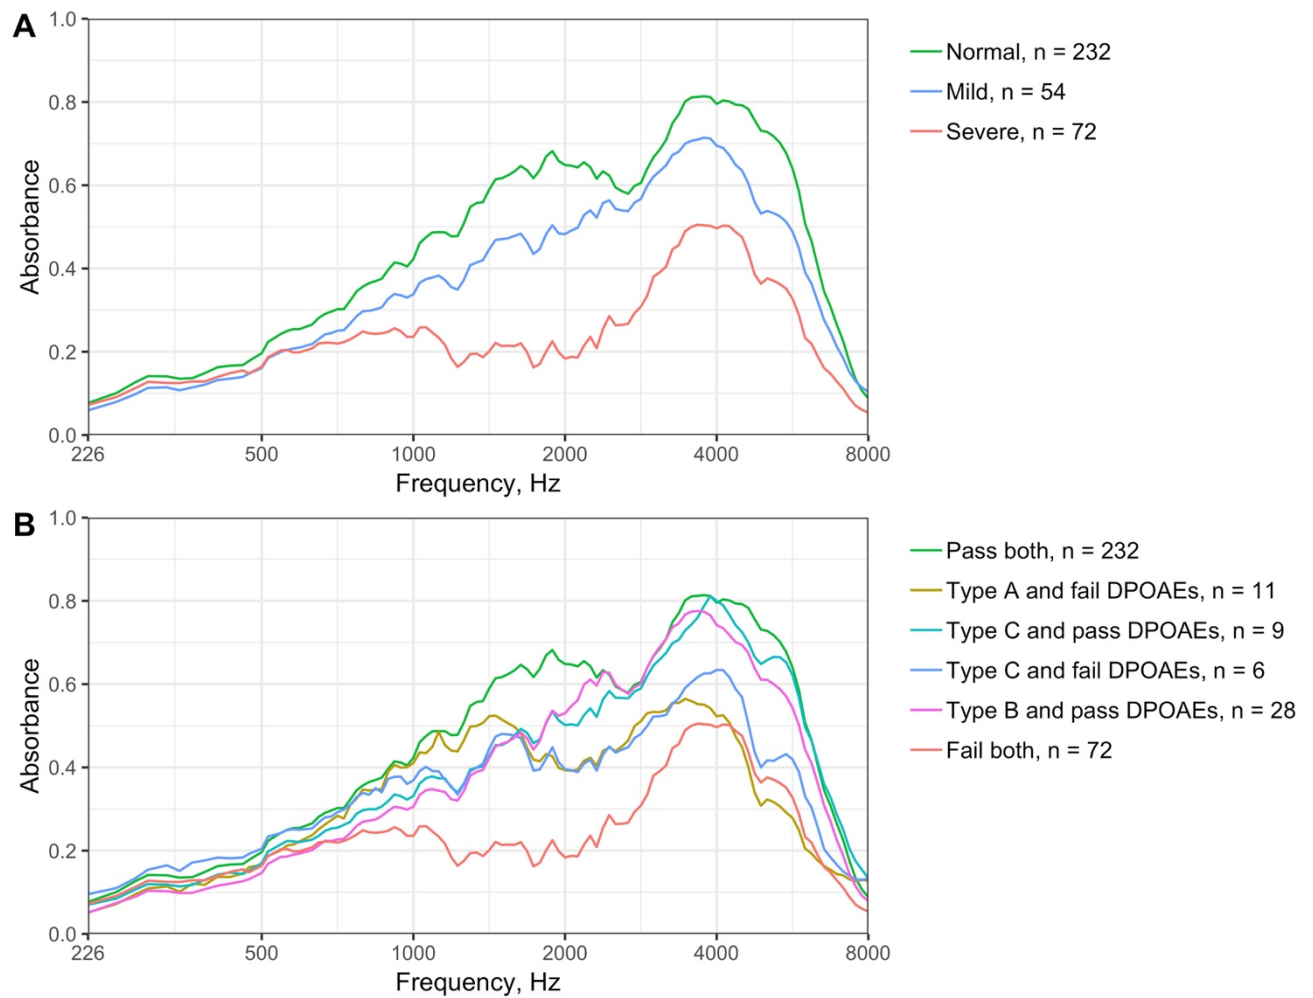 A
1.0
0.8
0.6
0.4
0.2
0.0
Absorbance
226 500 1000 2000 4000 8000
Frequency, Hz
Normal, n = 232
Mild, n = 54
Severe, n = 72
B
1.0
0.8
0.6
0.4
0.2
0.0
Absorbance
226 500 1000 2000 4000 8000
Frequency, Hz
Pass both, n = 232
Type A and fail DPOAEs, n = 11
Type C and pass DPOAEs, n = 9
Type C and fail DPOAEs, n = 6
Type B and pass DPOAEs, n = 28
Fail both, n = 72